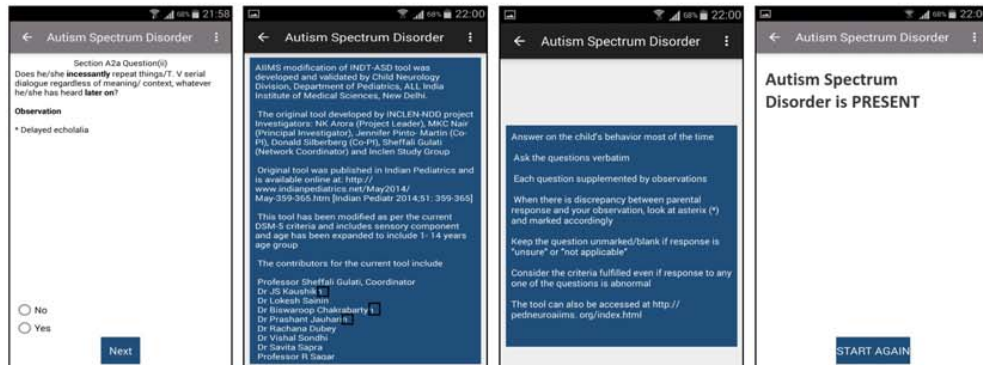 68% 21:58
Autism Spectrum Disorder
Section A2a Question(ii)
Does he/she incessantly repeat things/T. V serial
dialogue regardless of meaning/ context, whatever
he/she has heard later on?
Observation
* Delayed echolalia
No
Yes
Next
68% 22:00
Autism Spectrum Disorder
AIIMS modification of INDT-ASD tool was
developed and validated by Child Neurology
Division, Department of Pediatrics, ALL India
Institute of Medical Sciences, New Delhi.
The original tool developed by INCLEN-NDD project
Investigators: NK Arora (Project Leader), MKC Nair
(Principal Investigator), Jennifer Pinto- Martin (Co-
PI), Donald Silberberg (Co-PI), Sheffali Gulati
(Network Coordinator) and Inclen Study Group
Original tool was published in Indian Pediatrics and
is available online at: http://
www.indianpediatrics.net/May2014/
May-359-365.htm [Indian Pediatr 2014;51: 359-365]
This tool has been modified as per the current
DSM-5 criteria and includes sensory component
and age has been expanded to include 1- 14 years
age group
The contributors for the current tool include
Professor Sheffali Gulati, Coordinator
Dr JS Kaushik
Dr Lokesh Saini
Dr Biswaroop Chakrabarty
Dr Prashant Jauhari
Dr Rachana Dubey
Dr Vishal Sondhi
Dr Savita Sapra
Professor R Sagar
68% 22:00
Autism Spectrum Disorder
Answer on the child's behavior most of the time
Ask the questions verbatim
Each question supplemented by observations
When there is discrepancy between parental
response and your observation, look at asterix (*)
and marked accordingly
Keep the question unmarked/blank if response is
"unsure" or "not applicable"
Consider the criteria fulfilled even if response to any
one of the questions is abnormal
The tool can also be accessed at http://
pedneuroaiims. org/index.html
68% 22:0
Autism Spectrum Disorder
Autism Spectrum
Disorder is PRESENT
START AGAIN